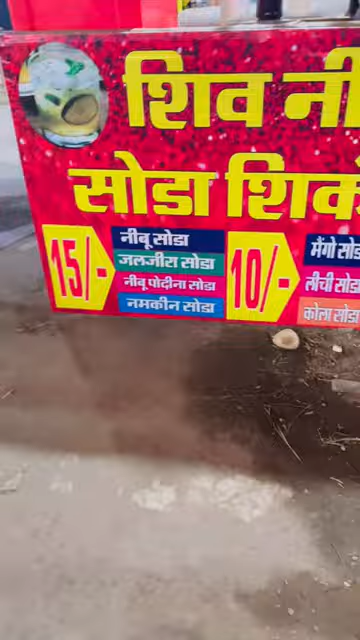 शिव नी
सोडा शिक
15/-
नीबू सोडा
जलजीरा सोडा
नीबू पोदीना सोडा
नमकीन सोडा
10/-
मैंगो सोडा
लीची सोडा
कोला सोडा